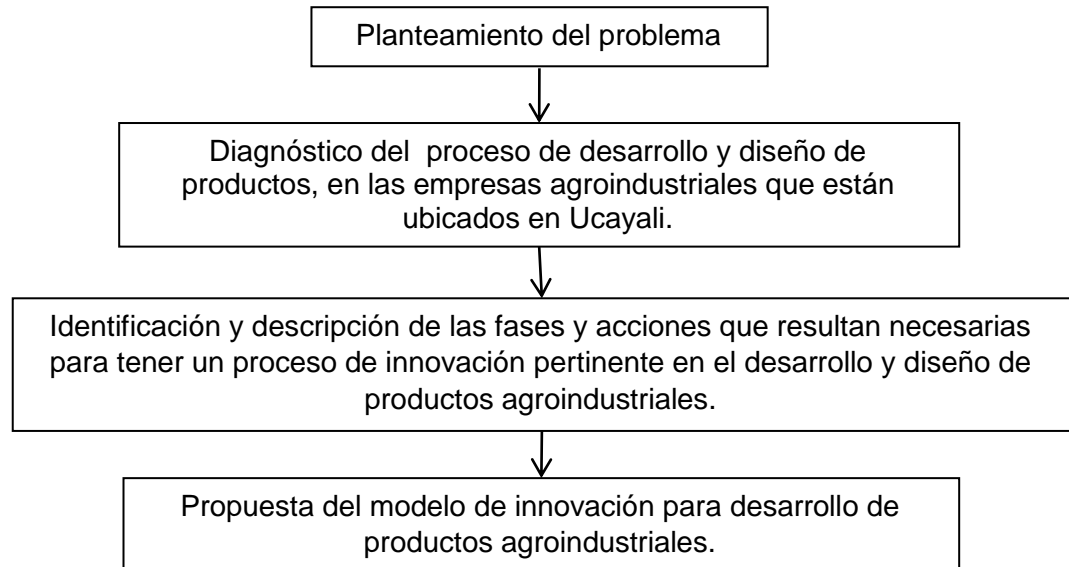 Planteamiento del problema
Diagnóstico del proceso de desarrollo y diseño de
productos, en las empresas agroindustriales que están
ubicados en Ucayali.
Identificación y descripción de las fases y acciones que resultan necesarias
para tener un proceso de innovación pertinente en el desarrollo y diseño de
productos agroindustriales.
Propuesta del modelo de innovación para desarrollo de
productos agroindustriales.